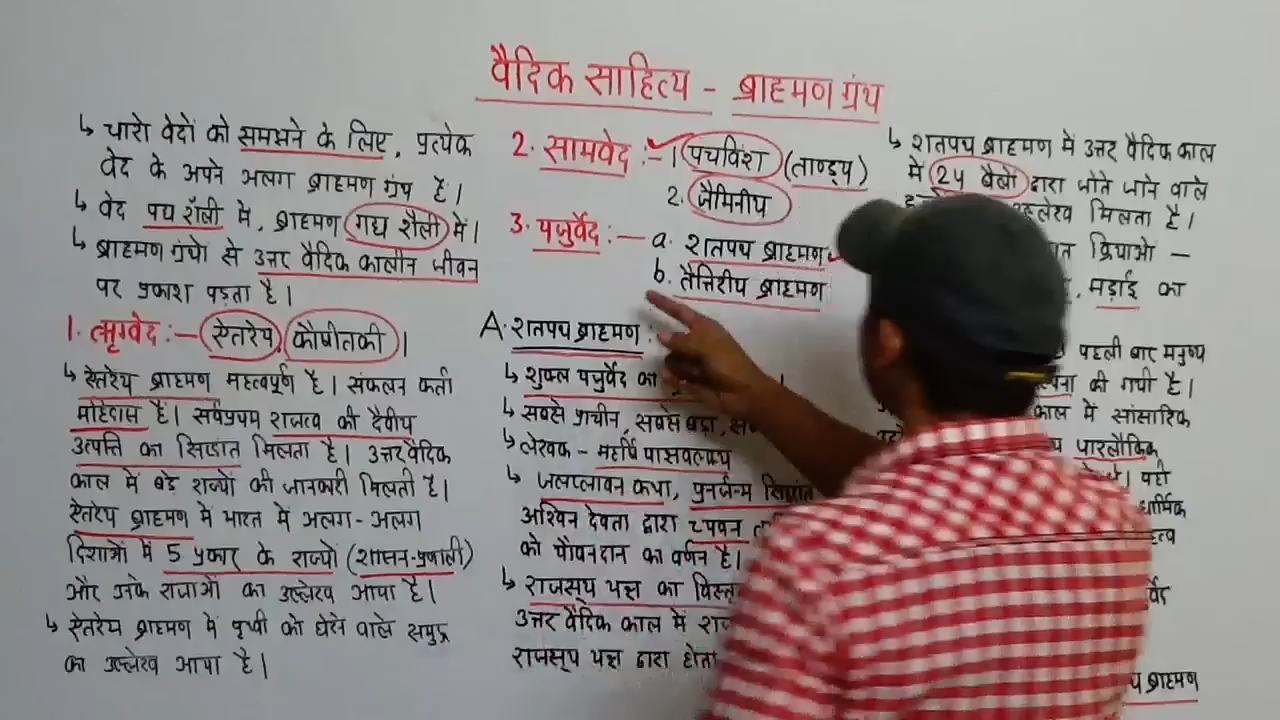 वैदिक साहित्य - ब्राह्मण ग्रंथ
↳ चारो वेदों को समझने के लिए, प्रत्येक
वेद के अपने अलग ब्राह्मण ग्रंथ है।
↳ वेद पद्य शैली में, ब्राह्मण गद्य शैली में।
↳ ब्राह्मण ग्रंथो से उत्तर वैदिक कालीन जीवन
पर प्रकाश पड़ता है।
1. ऋग्वेद :- ऐतरेय, कौषीतकी।
↳ ऐतरेय ब्राह्मण महत्वपूर्ण है। संकलन कर्ता
महिदास है। सर्वप्रथम राजत्व की दैवीय
उत्पत्ति का सिद्धांत मिलता है। उत्तर वैदिक
काल में बड़े राज्यों की जानकारी मिलती है।
ऐतरेय ब्राह्मण में भारत में अलग-अलग
दिशाओं में 5 प्रकार के राज्यों (शासन-प्रणाली)
और उनके राजाओं का उल्लेख आया है।
↳ ऐतरेय ब्राह्मण में पृथ्वी को घेरने वाले समुद्र
का उल्लेख आया है।
2. सामवेद :- 1. पंचविंश (ताण्ड्य)
2. जैमिनीय
3. यजुर्वेद :- a. शतपथ ब्राह्मण
b. तैत्तिरीय ब्राह्मण
A. शतपथ ब्राह्मण :
↳ शुक्ल यजुर्वेद का
↳ सबसे प्राचीन, सबसे बड़ा,
↳ लेखक - महर्षि याज्ञवल्क्य
↳ जलप्लावन कथा, पुनर्जन्म सिद्धांत
अश्विन देवता द्वारा च्यवन
को यौवनदान का वर्णन है।
↳ राजसूय यज्ञ का
उत्तर वैदिक काल में
राजसूय यज्ञ द्वारा होता
↳ शतपथ ब्राह्मण में उत्तर वैदिक काल
में 24 बैलों द्वारा जोते जाने वाले
उल्लेख मिलता है।
क्रियाओ -
, मड़ाई का
पहली बार मनुष्य
की गयी है।
काल में सांसारिक
पारलौकिक
यही
धार्मिक
ब्राह्मण